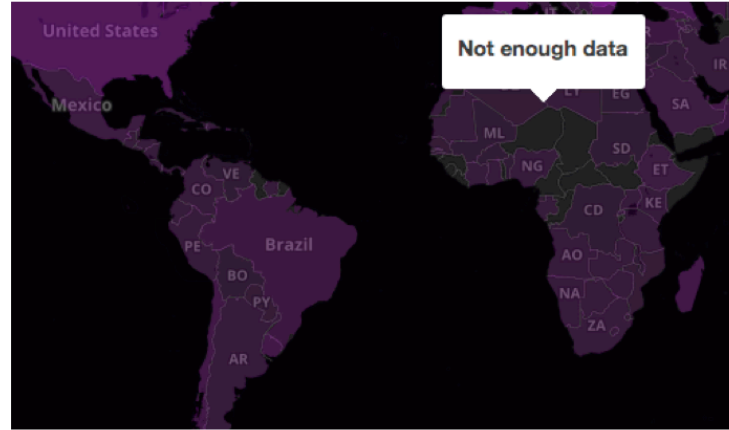 United States
IT
Not enough data
IR
Mexico
LY
EG
SA
ML
SD
NG
ET
VE
CO
KE
CD
PE
Brazil
AO
BO
NA
PY
ZA
AR